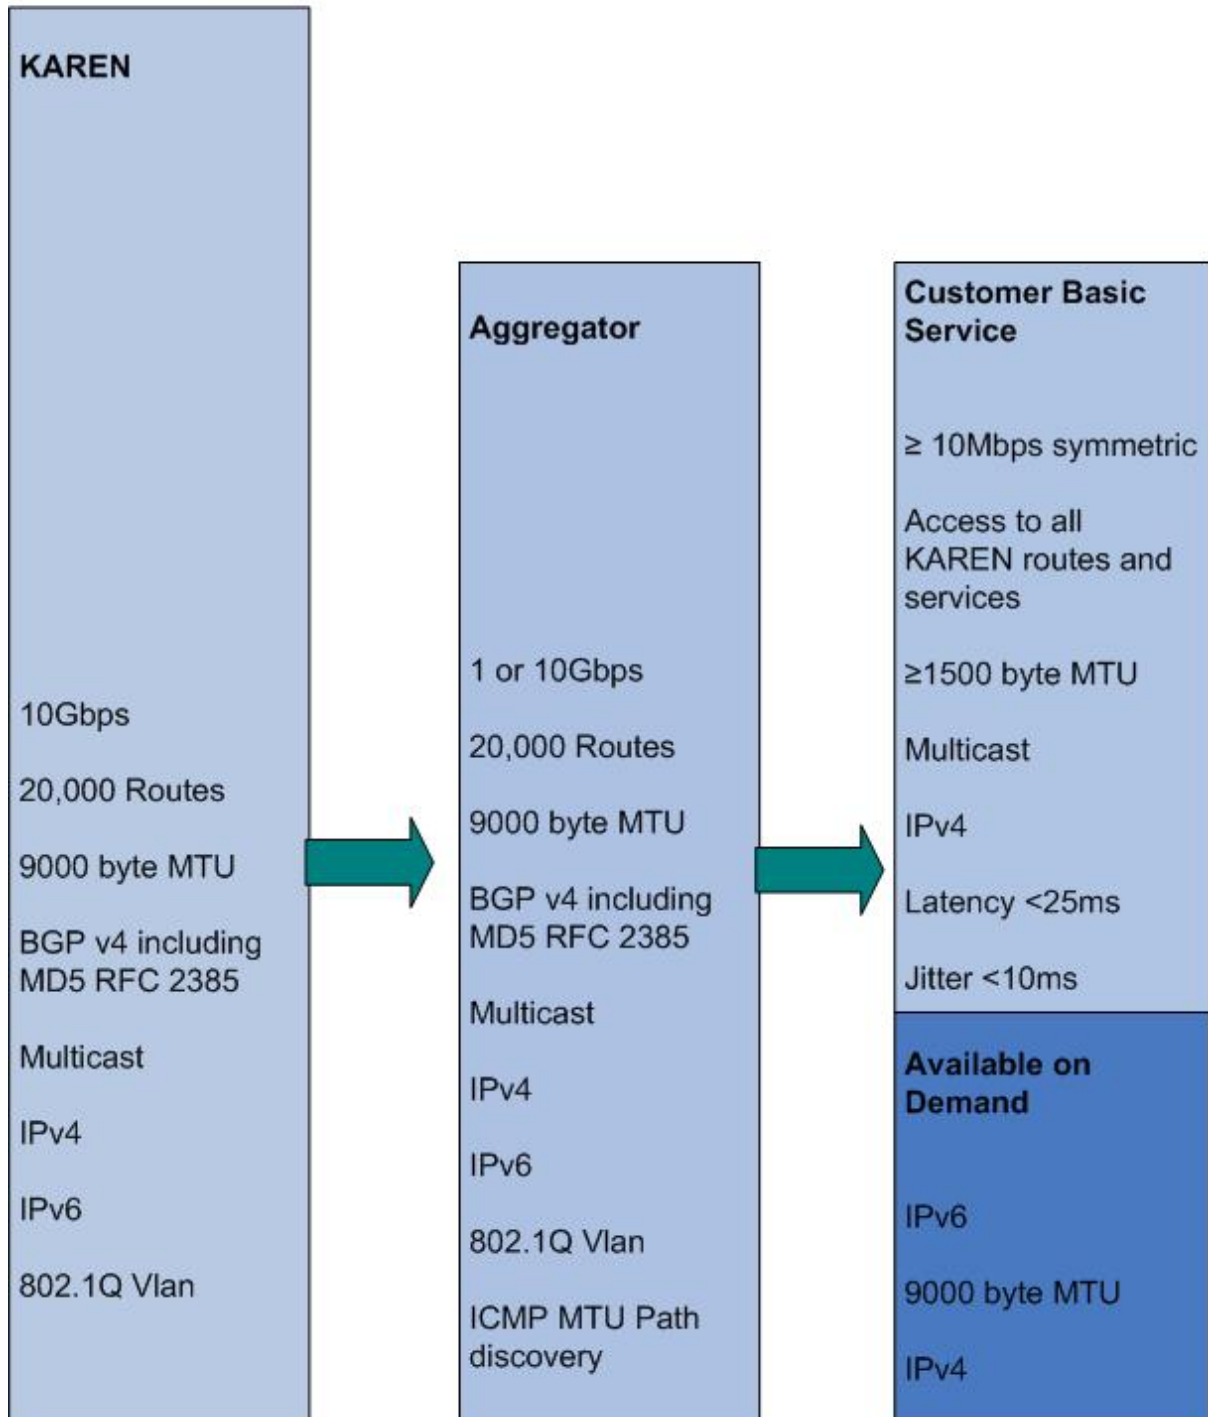 KAREN
10Gbps
20,000 Routes
9000 byte MTU
BGP v4 including
MD5 RFC 2385
Multicast
IPv4
IPv6
802.1Q Vlan
Aggregator
1 or 10Gbps
20,000 Routes
9000 byte MTU
BGP v4 including
MD5 RFC 2385
Multicast
IPv4
IPv6
802.1Q Vlan
ICMP MTU Path
discovery
Customer Basic
Service
≥ 10Mbps symmetric
Access to all
KAREN routes and
services
≥1500 byte MTU
Multicast
IPv4
Latency <25ms
Jitter <10ms
Available on
Demand
IPv6
9000 byte MTU
IPv4